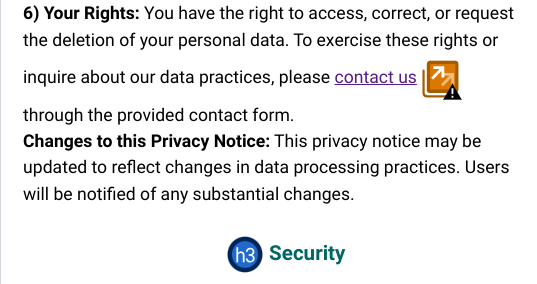 6) Your Rights: You have the right to access, correct, or request
the deletion of your personal data. To exercise these rights or
inquire about our data practices, please contact us
through the provided contact form.
Changes to this Privacy Notice: This privacy notice may be
updated to reflect changes in data processing practices. Users
will be notified of any substantial changes.
h3 Security